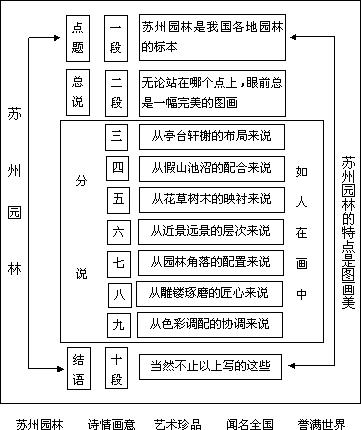 苏州园林
点题
一段
苏州园林是我国各地园林
的标本
总说
二段
无论站在哪个点上,眼前总
是一幅完美的图画
分说
三
从亭台轩榭的布局来说
四
从假山池沼的配合来说
五
从花草树木的映衬来说
六
从近景远景的层次来说
七
从园林角落的配置来说
八
从雕镂琢磨的匠心来说
九
从色彩调配的协调来说
如人在画中
苏州园林的特点是图画美
结语
十段
当然不止以上写的这些
苏州园林 诗情画意 艺术珍品 闻名全国 誉满世界